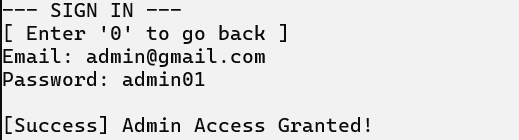 --- SIGN IN ---
[ Enter '0' to go back ]
Email: admin@gmail.com
Password: admin01
[Success] Admin Access Granted!